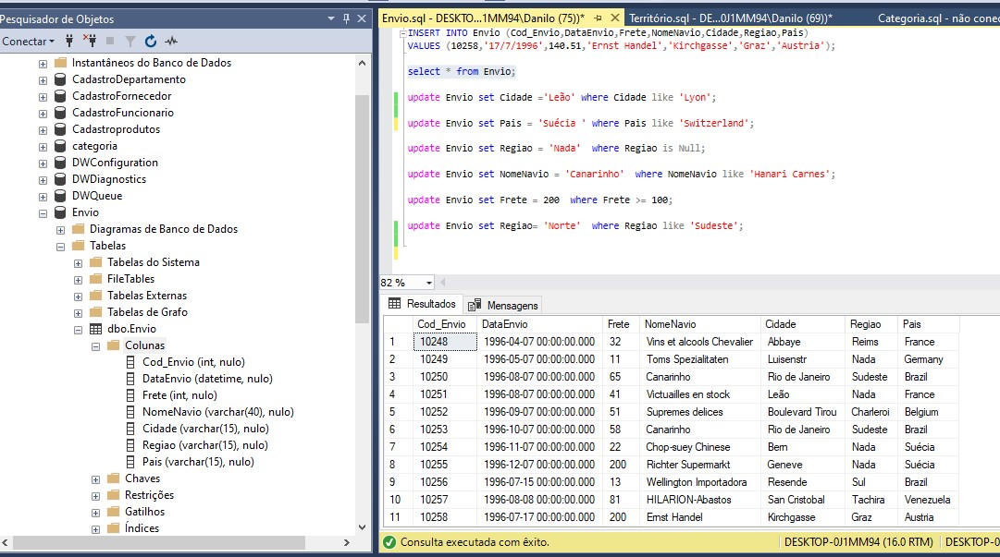 Pesquisador de Objetos
Conectar
Instantâneos do Banco de Dados
CadastroDepartamento
CadastroFornecedor
CadastroFuncionario
Cadastroprodutos
categoria
DWConfiguration
DWDiagnostics
DWQueue
Envio
Diagramas de Banco de Dados
Tabelas
Tabelas do Sistema
FileTables
Tabelas Externas
Tabelas de Grafo
dbo.Envio
Colunas
Cod_Envio (int, nulo)
DataEnvio (datetime, nulo)
Frete (int, nulo)
NomeNavio (varchar(40), nulo)
Cidade (varchar(15), nulo)
Regiao (varchar(15), nulo)
Pais (varchar(15), nulo)
Chaves
Restrições
Gatilhos
Índices
Envio.sql - DESKTO...1MM94\Danilo (75))* Território.sql - DE...0J1MM94\Danilo (69))* Categoria.sql - não conec
INSERT INTO Envio (Cod_Envio,DataEnvio,Frete,NomeNavio,Cidade,Regiao,Pais)
VALUES (10258,'17/7/1996',140.51,'Ernst Handel','Kirchgasse','Graz','Austria');
select * from Envio;
update Envio set Cidade ='Leão' where Cidade like 'Lyon';
update Envio set Pais = 'Suécia ' where Pais like 'Switzerland';
update Envio set Regiao = 'Nada'  where Regiao is Null;
update Envio set NomeNavio = 'Canarinho'  where NomeNavio like 'Hanari Carnes';
update Envio set Frete = 200  where Frete >= 100;
update Envio set Regiao= 'Norte'  where Regiao like 'Sudeste';
82 %
Resultados Mensagens
Cod_Envio DataEnvio Frete NomeNavio Cidade Regiao Pais
1 10248 1996-04-07 00:00:00.000 32 Vins et alcools Chevalier Abbaye Reims France
2 10249 1996-05-07 00:00:00.000 11 Toms Spezialitaten Luisenstr Nada Germany
3 10250 1996-08-07 00:00:00.000 65 Canarinho Rio de Janeiro Sudeste Brazil
4 10251 1996-08-07 00:00:00.000 41 Victuailles en stock Leão Nada France
5 10252 1996-09-07 00:00:00.000 51 Supremes delices Boulevard Tirou Charleroi Belgium
6 10253 1996-10-07 00:00:00.000 58 Canarinho Rio de Janeiro Sudeste Brazil
7 10254 1996-11-07 00:00:00.000 22 Chop-suey Chinese Bern Nada Suécia
8 10255 1996-12-07 00:00:00.000 200 Richter Supermarkt Geneve Nada Suécia
9 10256 1996-07-15 00:00:00.000 13 Wellington Importadora Resende Sul Brazil
10 10257 1996-08-08 00:00:00.000 81 HILARION-Abastos San Cristobal Tachira Venezuela
11 10258 1996-07-17 00:00:00.000 200 Ernst Handel Kirchgasse Graz Austria
Consulta executada com êxito. DESKTOP-0J1MM94 (16.0 RTM) DESKTOP-0